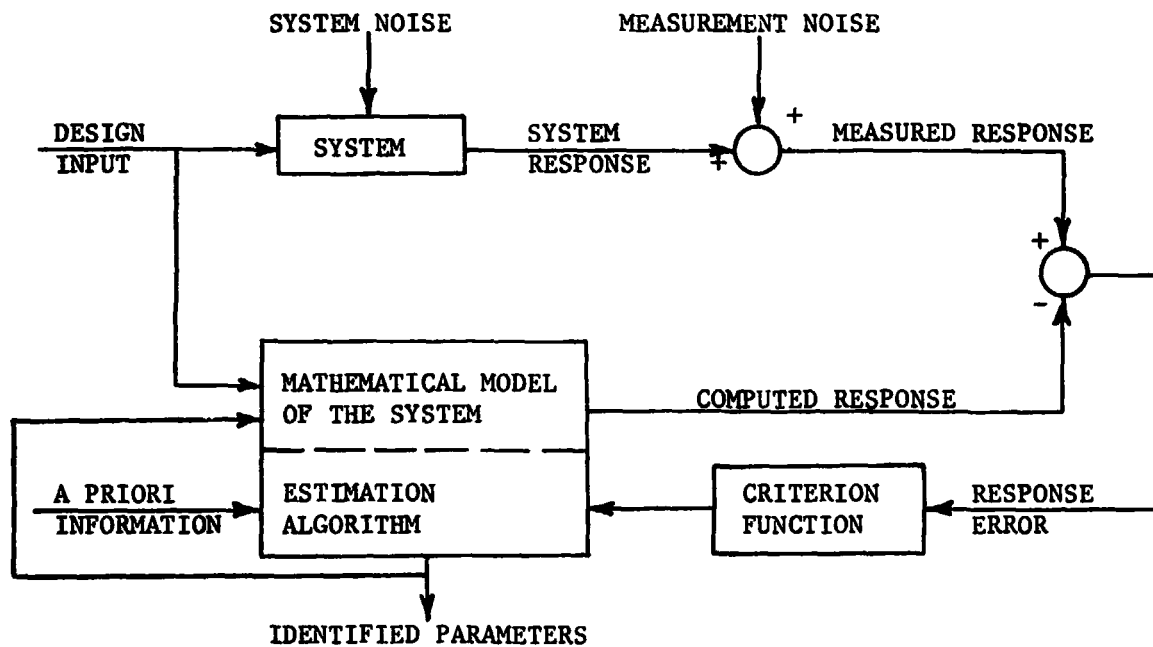 SYSTEM NOISE
MEASUREMENT NOISE
DESIGN
INPUT
SYSTEM
SYSTEM
RESPONSE
+
+
MEASURED RESPONSE
+
-
MATHEMATICAL MODEL
OF THE SYSTEM
COMPUTED RESPONSE
A PRIORI
INFORMATION
ESTIMATION
ALGORITHM
CRITERION
FUNCTION
RESPONSE
ERROR
IDENTIFIED PARAMETERS